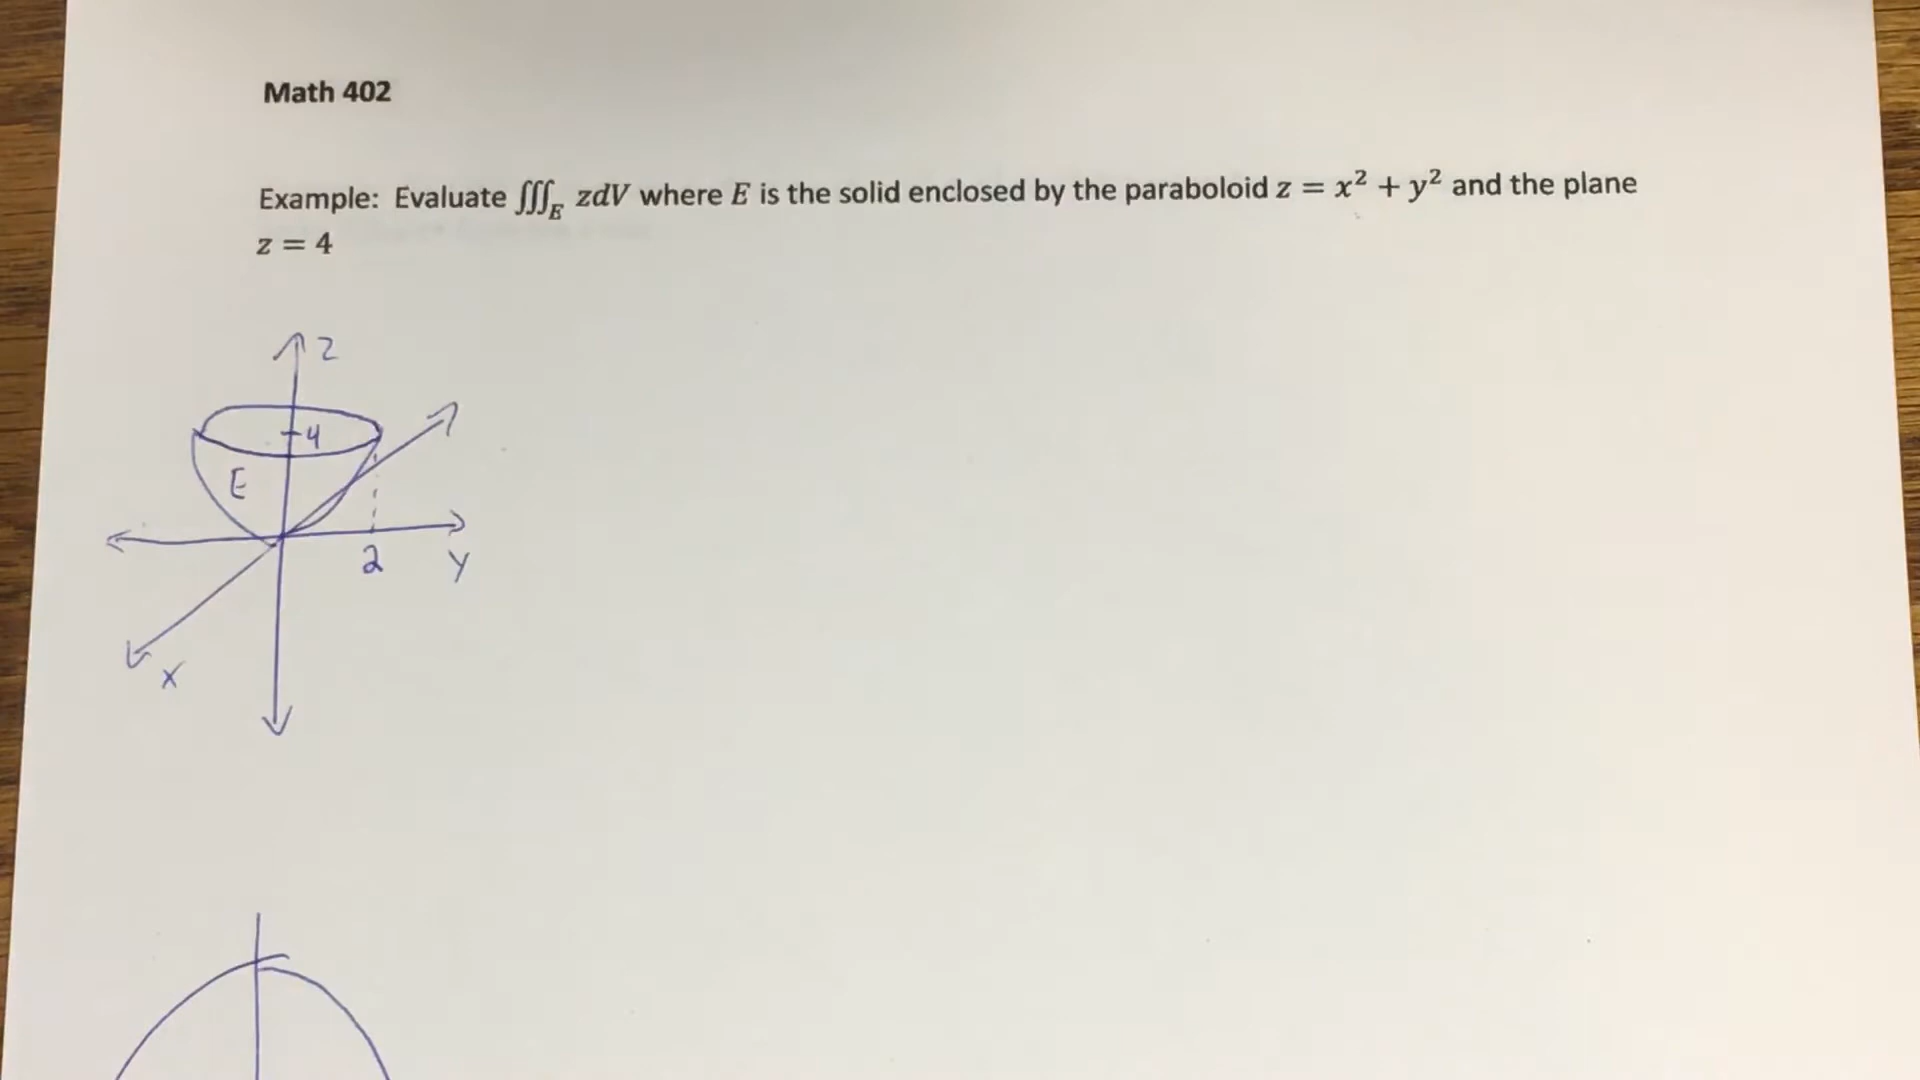 Math 402
Example: Evaluate ∭_E zdV where E is the solid enclosed by the paraboloid z = x² + y² and the plane
z = 4
z
4
E
2
y
x